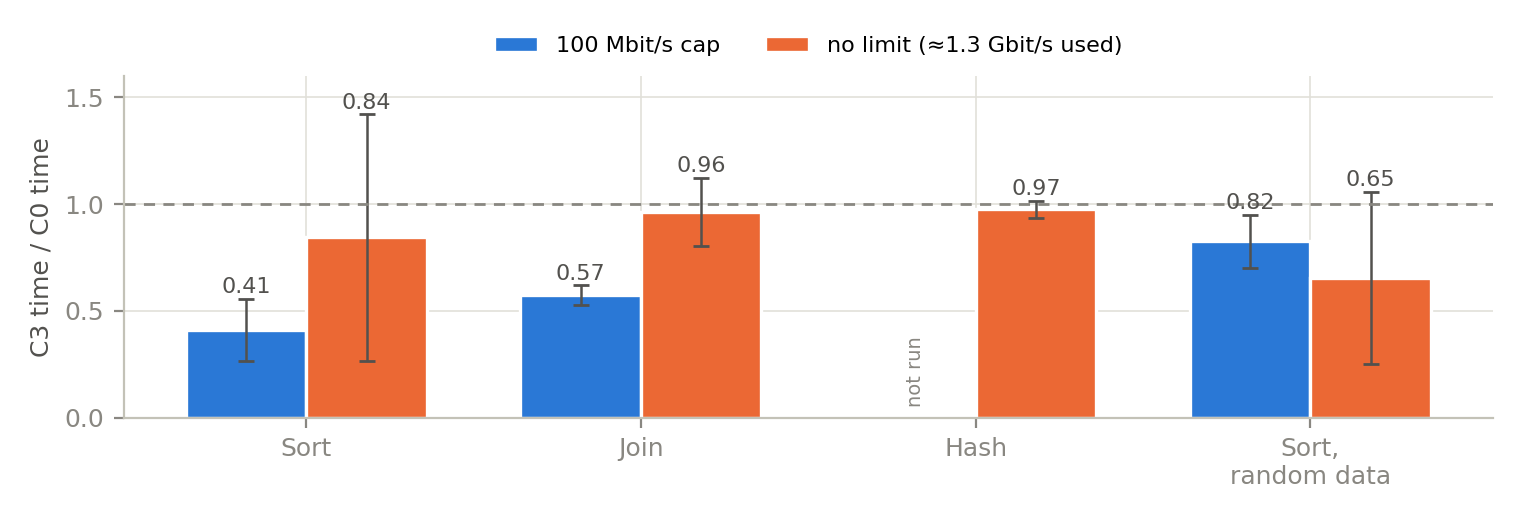 100 Mbit/s cap
no limit (≈1.3 Gbit/s used)
C3 time / C0 time
1.5
1.0
0.5
0.0
0.41
0.84
0.57
0.96
not run
0.97
0.82
0.65
Sort
Join
Hash
Sort,
random data